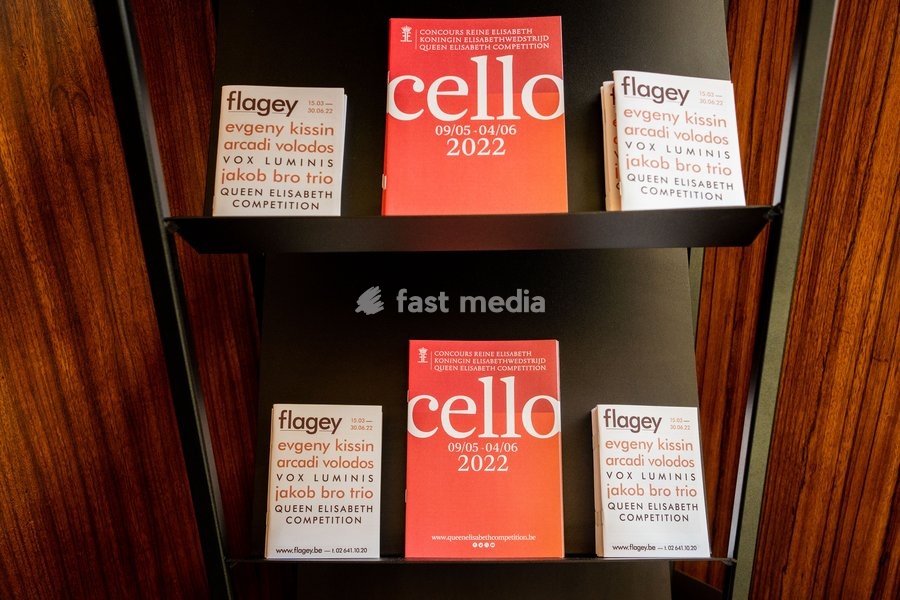 flagey
15.03 —
30.06.22
evgeny kissin
arcadi volodos
VOX LUMINIS
jakob bro trio
QUEEN ELISABETH
COMPETITION
CONCOURS REINE ELISABETH
KONINGIN ELISABETHWEDSTRIJD
QUEEN ELISABETH COMPETITION
cello
09/05 - 04/06
2022
flagey
15.03 —
30.06.22
evgeny kissin
arcadi volodos
VOX LUMINIS
jakob bro trio
QUEEN ELISABETH
COMPETITION
fast media
flagey
15.03 —
30.06.22
evgeny kissin
arcadi volodos
VOX LUMINIS
jakob bro trio
QUEEN ELISABETH
COMPETITION
www.flagey.be — t. 02 641.10.20
CONCOURS REINE ELISABETH
KONINGIN ELISABETHWEDSTRIJD
QUEEN ELISABETH COMPETITION
cello
09/05 - 04/06
2022
www.queenelisabethcompetition.be
flagey
15.03 —
30.06.22
evgeny kissin
arcadi volodos
VOX LUMINIS
jakob bro trio
QUEEN ELISABETH
COMPETITION
www.flagey.be — t. 02 641.10.20